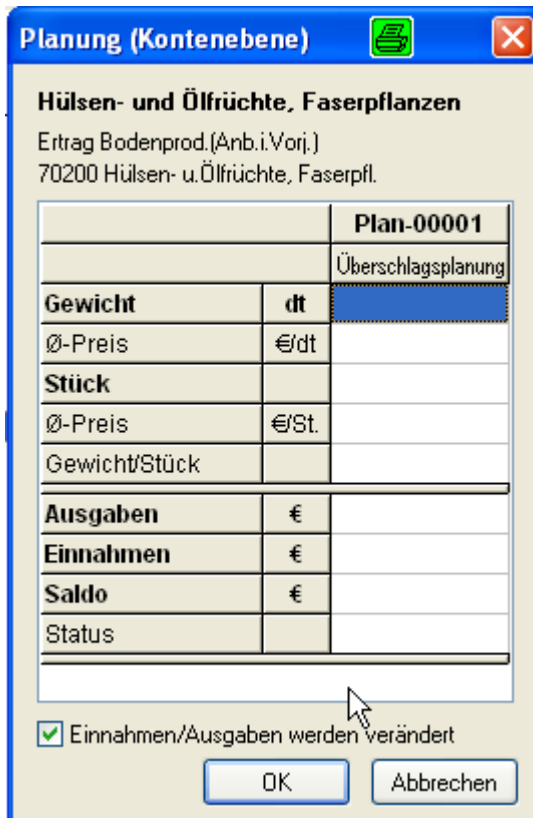 Planung (Kontenebene)
Hülsen- und Ölfrüchte, Faserpflanzen
Ertrag Bodenprod.(Anb.i.Vorj.)
70200 Hülsen- u.Ölfrüchte, Faserpfl.
Plan-00001
Überschlagsplanung
Gewicht dt
Ø-Preis €/dt
Stück
Ø-Preis €/St.
Gewicht/Stück
Ausgaben €
Einnahmen €
Saldo €
Status
Einnahmen/Ausgaben werden verändert
OK Abbrechen